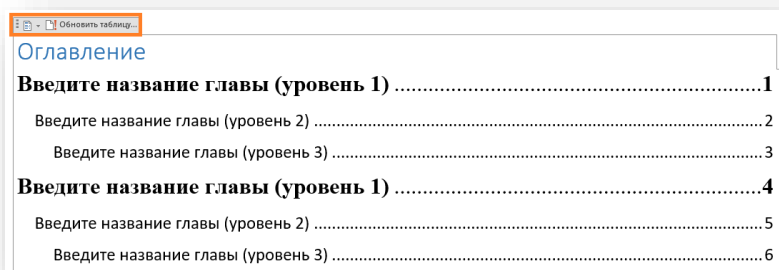 Обновить таблицу...
Оглавление
Введите название главы (уровень 1) ........................................................................1
Введите название главы (уровень 2) ........................................................................................2
Введите название главы (уровень 3) ....................................................................................3
Введите название главы (уровень 1) ........................................................................4
Введите название главы (уровень 2) ........................................................................................5
Введите название главы (уровень 3) ....................................................................................6